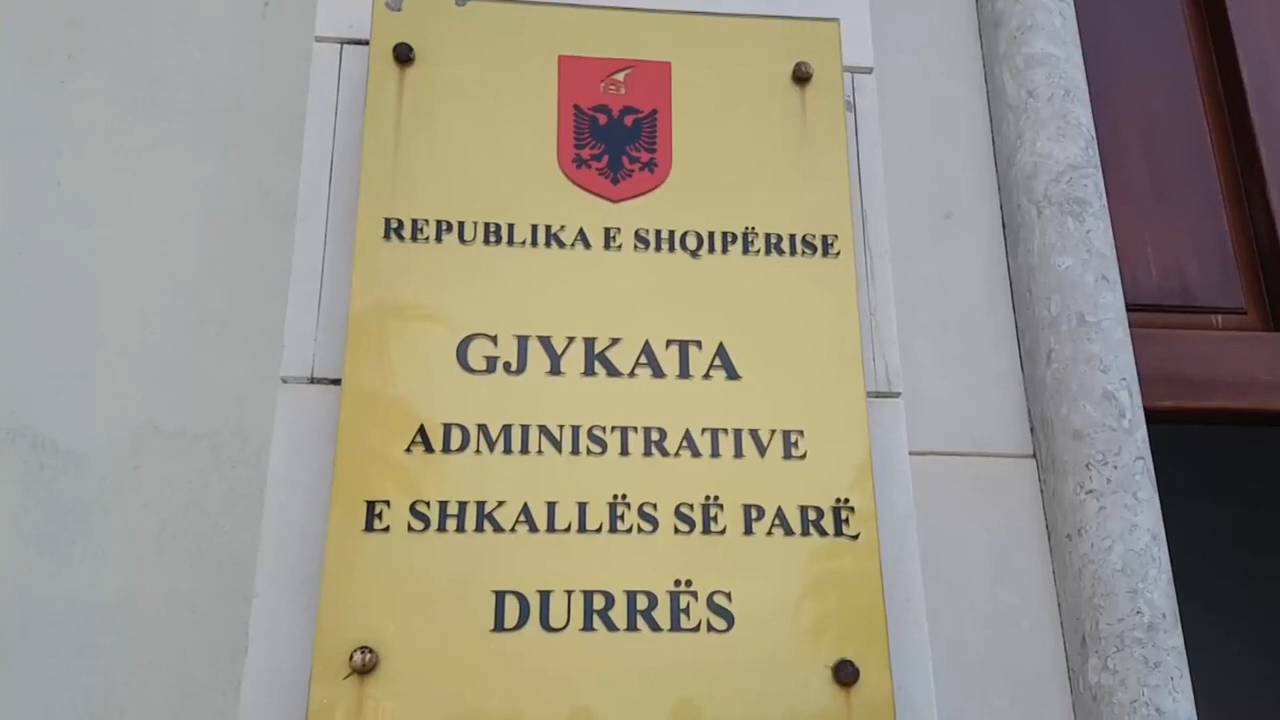 REPUBLIKA E SHQIPËRISE
GJYKATA
ADMINISTRATIVE
E SHKALLËS SË PARË
DURRËS